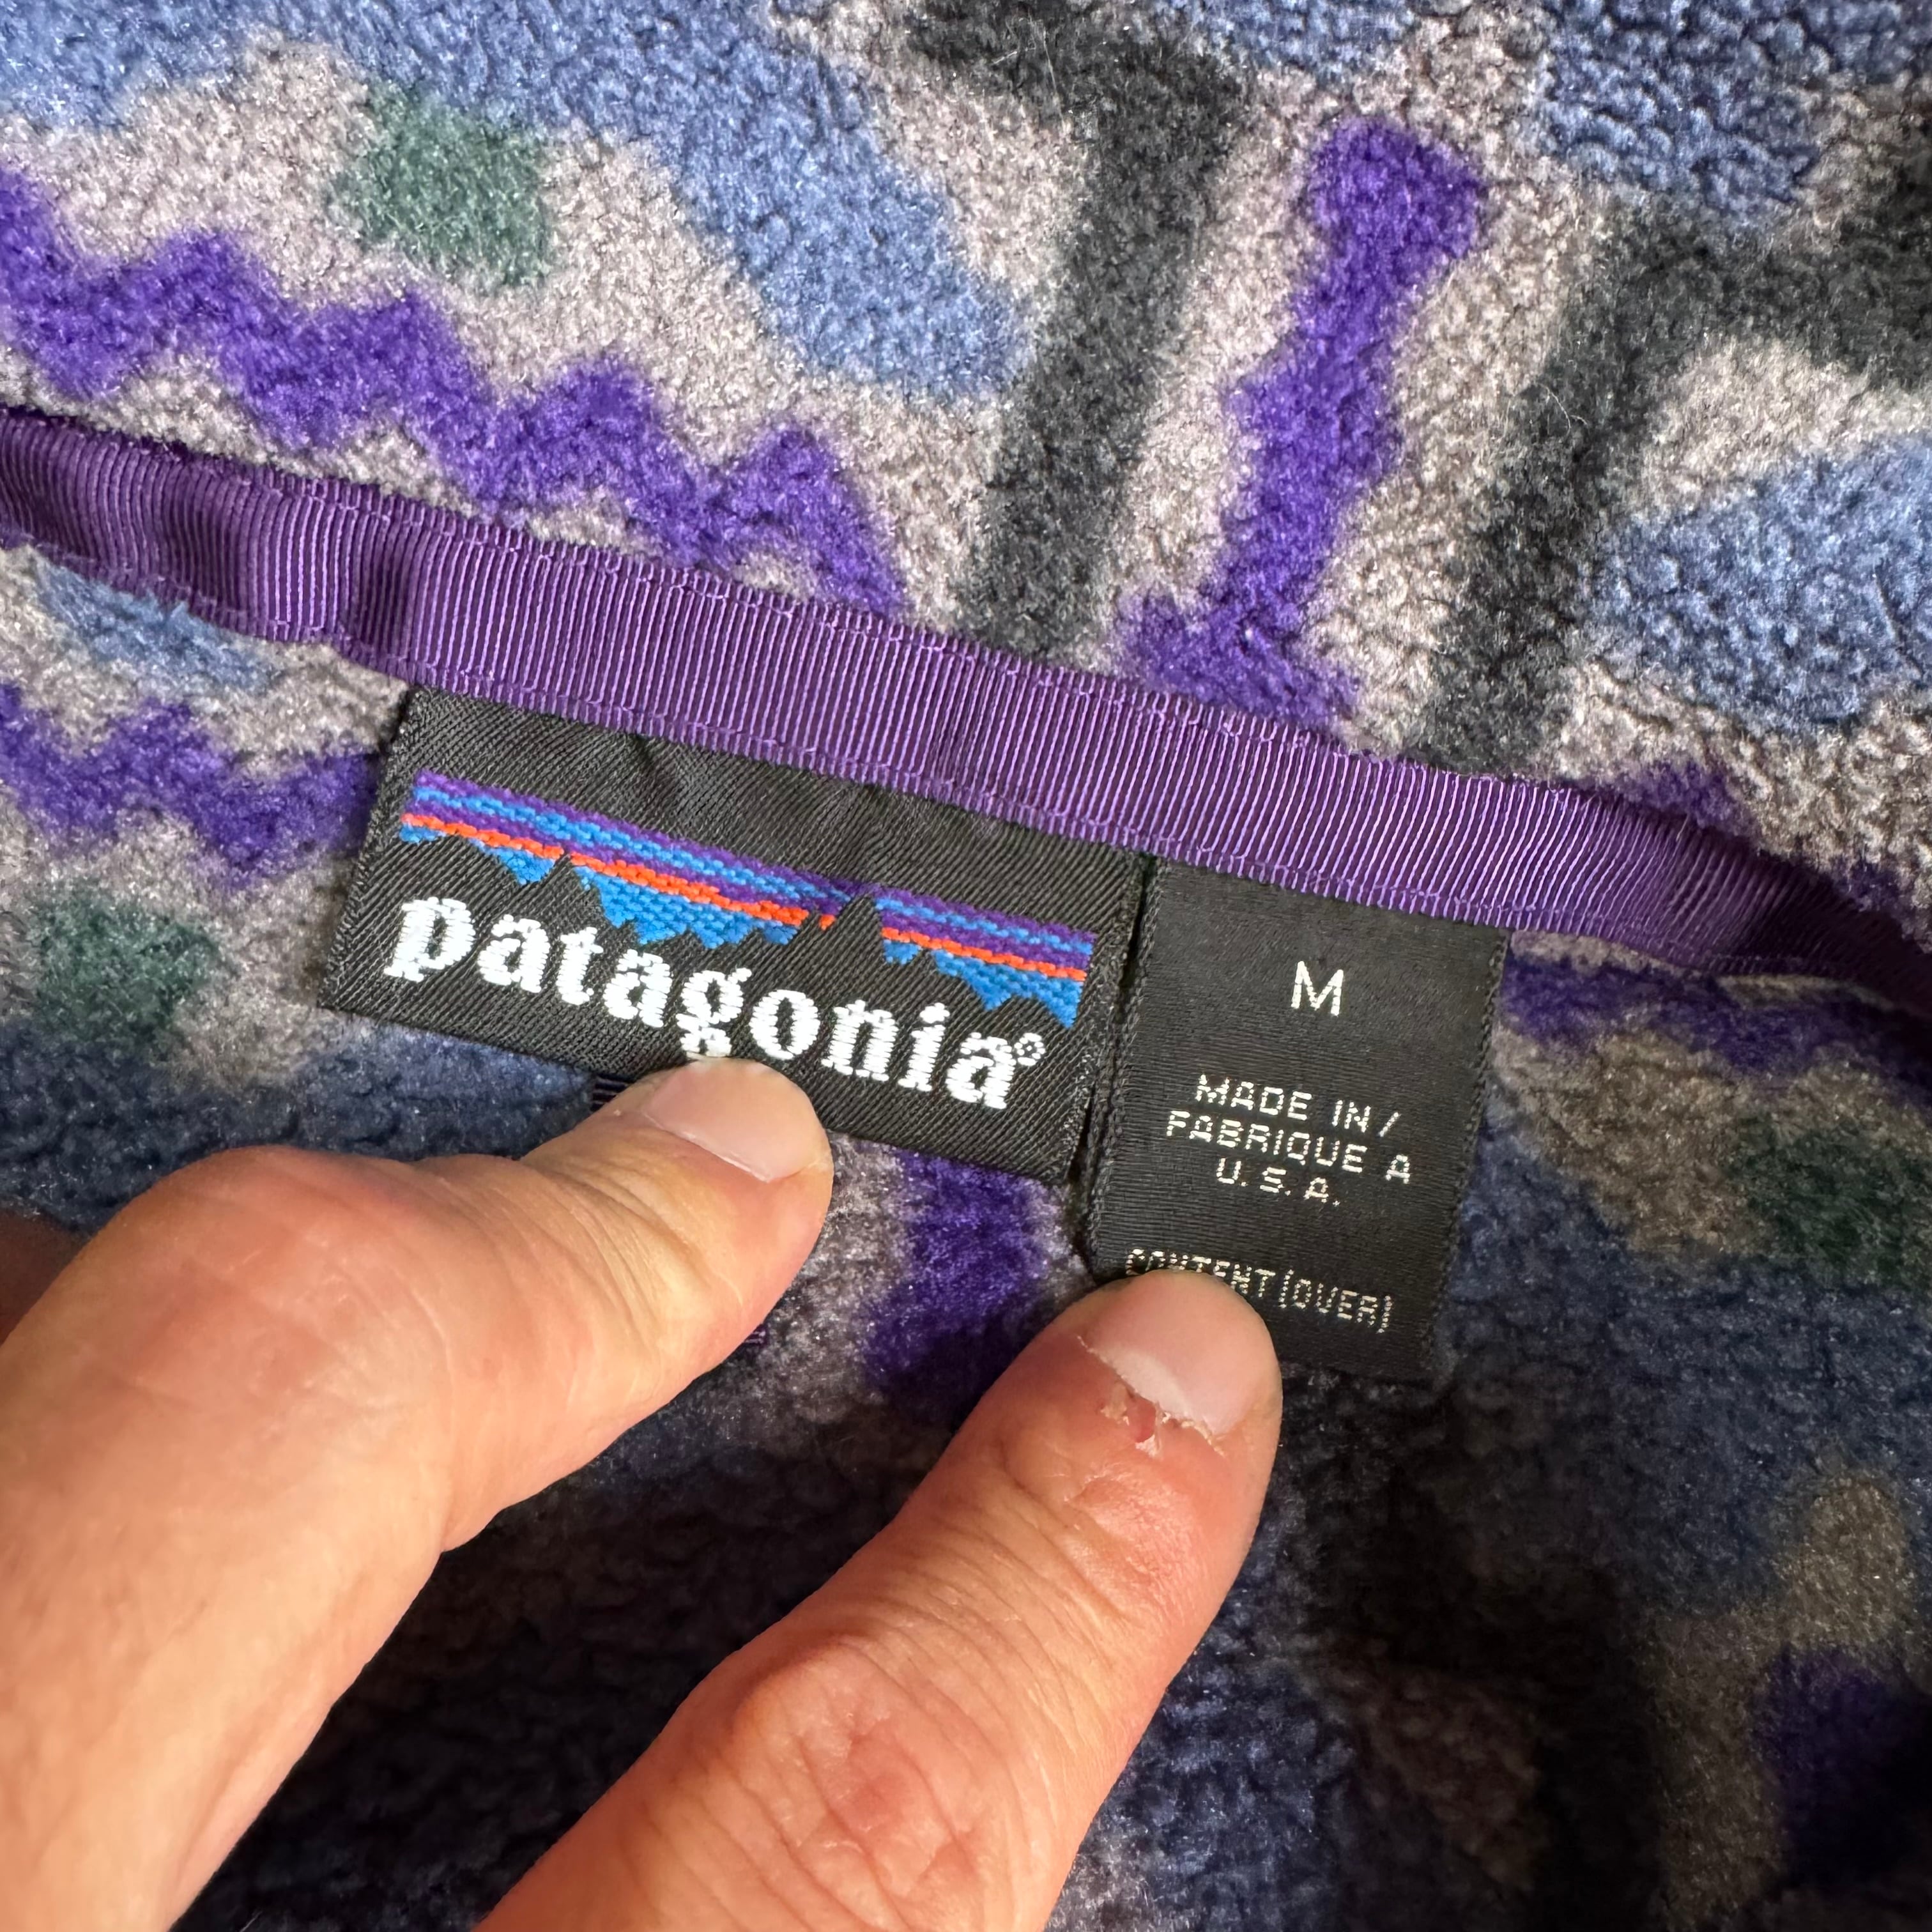 patagonia®
M
MADE IN/
FABRIQUE A
U.S.A.
CONTENT(OVER)